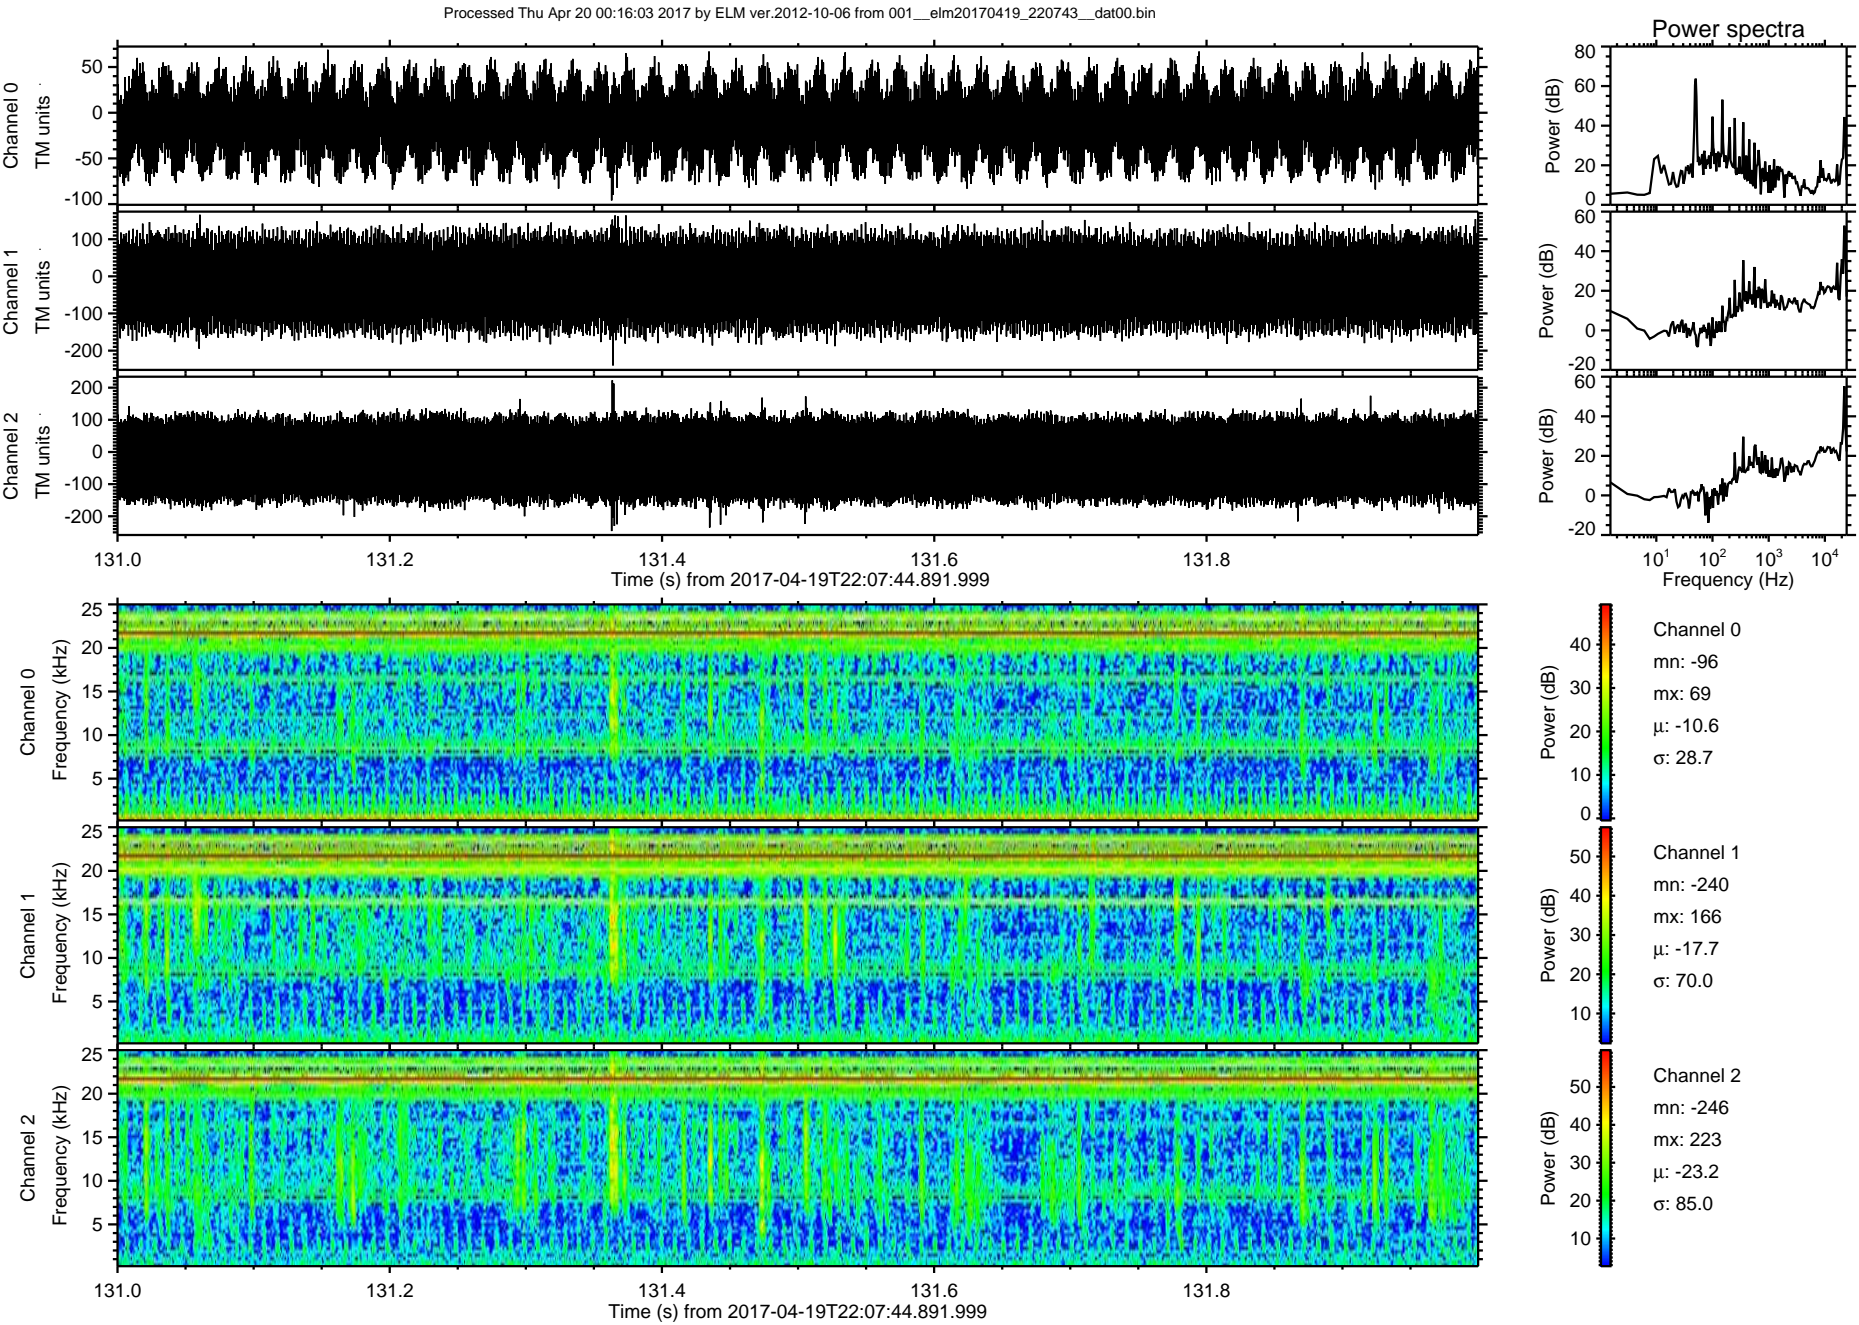 Processed Thu Apr 20 00:16:03 2017 by ELM ver.2012-10-06 from 001__elm20170419_220743__dat00.bin
Power spectra
Channel 0
TM units
50
0
-50
-100
Power (dB)
80
60
40
20
0
Channel 1
TM units
100
0
-100
-200
Power (dB)
60
40
20
0
-20
Channel 2
TM units
200
100
0
-100
-200
Power (dB)
60
40
20
0
-20
131.0
131.2
131.4
131.6
131.8
Time (s) from 2017-04-19T22:07:44.891.999
10^1
10^2
10^3
10^4
Frequency (Hz)
Channel 0
Frequency (kHz)
25
20
15
10
5
Power (dB)
40
30
20
10
0
Channel 0
mn: -96
mx: 69
μ: -10.6
σ: 28.7
Channel 1
Frequency (kHz)
25
20
15
10
5
Power (dB)
50
40
30
20
10
Channel 1
mn: -240
mx: 166
μ: -17.7
σ: 70.0
Channel 2
Frequency (kHz)
25
20
15
10
5
Power (dB)
50
40
30
20
10
Channel 2
mn: -246
mx: 223
μ: -23.2
σ: 85.0
131.0
131.2
131.4
131.6
131.8
Time (s) from 2017-04-19T22:07:44.891.999